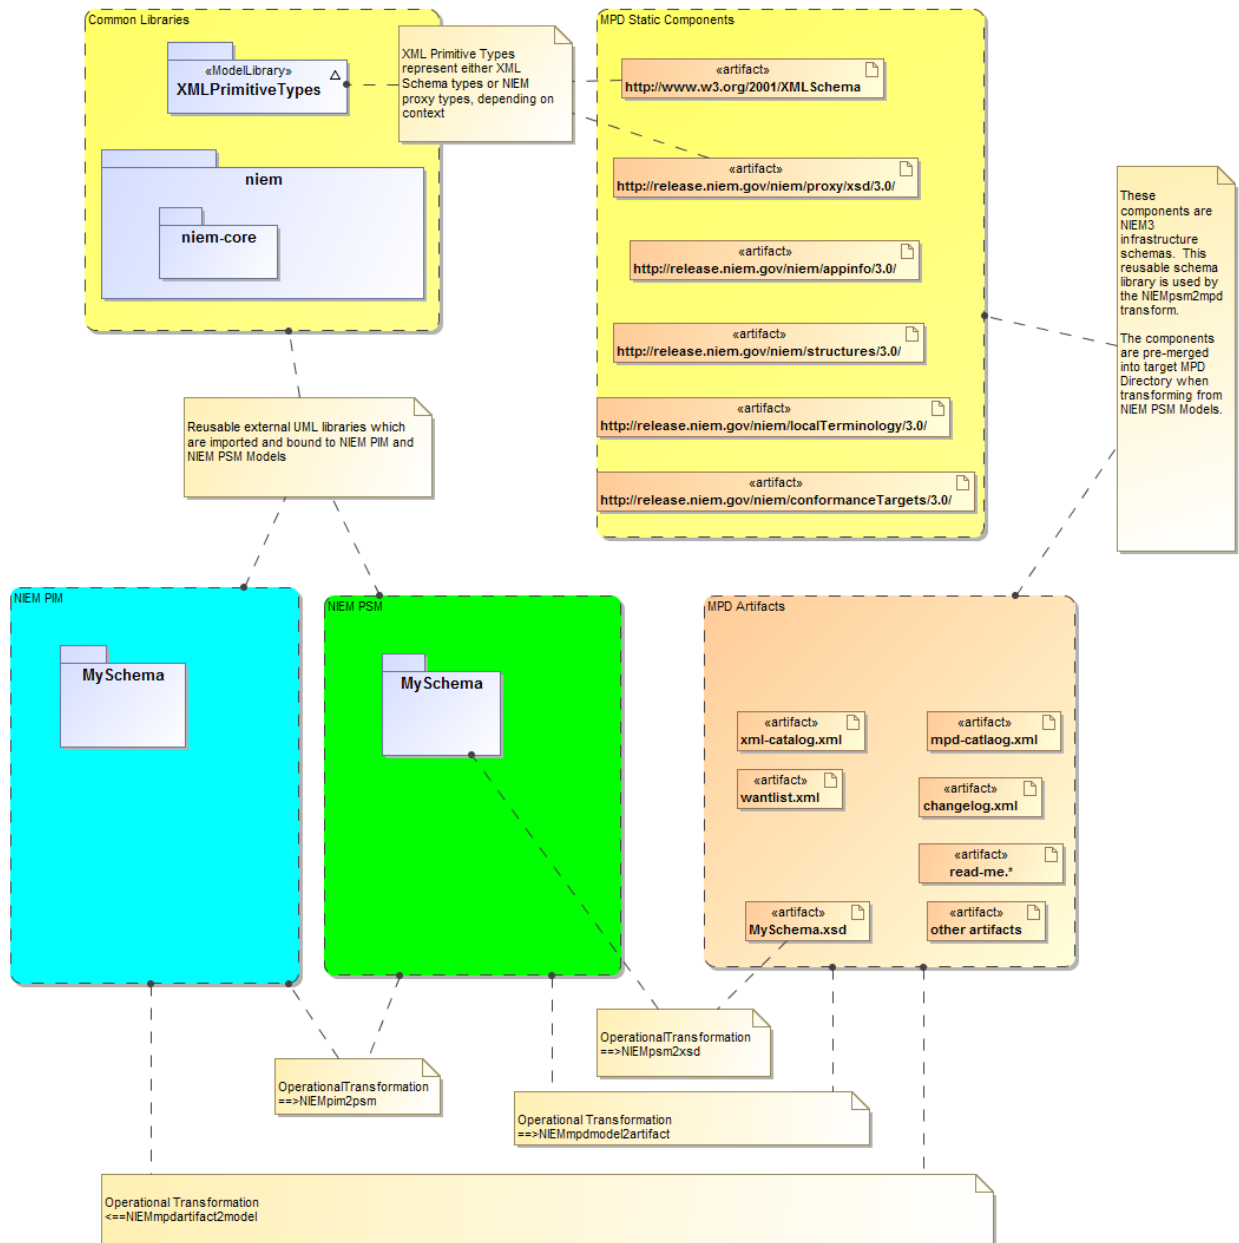 Common Libraries
«ModelLibrary»
XMLPrimitiveTypes
niem
niem-core
XML Primitive Types
represent either XML
Schema types or NIEM
proxy types, depending on
context
MPD Static Components
«artifact»
http://www.w3.org/2001/XMLSchema
«artifact»
http://release.niem.gov/niem/proxy/xsd/3.0/
«artifact»
http://release.niem.gov/niem/appinfo/3.0/
«artifact»
http://release.niem.gov/niem/structures/3.0/
«artifact»
http://release.niem.gov/niem/localTerminology/3.0/
«artifact»
http://release.niem.gov/niem/conformanceTargets/3.0/
These
components are
NIEM3
infrastructure
schemas. This
reusable schema
library is used by
the NIEMpsm2mpd
transform.
The components
are pre-merged
into target MPD
Directory when
transforming from
NIEM PSM Models.
Reusable external UML libraries which
are imported and bound to NIEM PIM and
NIEM PSM Models
NIEM PIM
MySchema
NIEM PSM
MySchema
MPD Artifacts
«artifact»
xml-catalog.xml
«artifact»
mpd-catlaog.xml
«artifact»
wantlist.xml
«artifact»
changelog.xml
«artifact»
read-me.*
«artifact»
MySchema.xsd
«artifact»
other artifacts
OperationalTransformation
==>NIEMpsm2xsd
OperationalTransformation
==>NIEMpim2psm
Operational Transformation
==>NIEMmpdmodel2artifact
Operational Transformation
<==NIEMmpdartifact2model